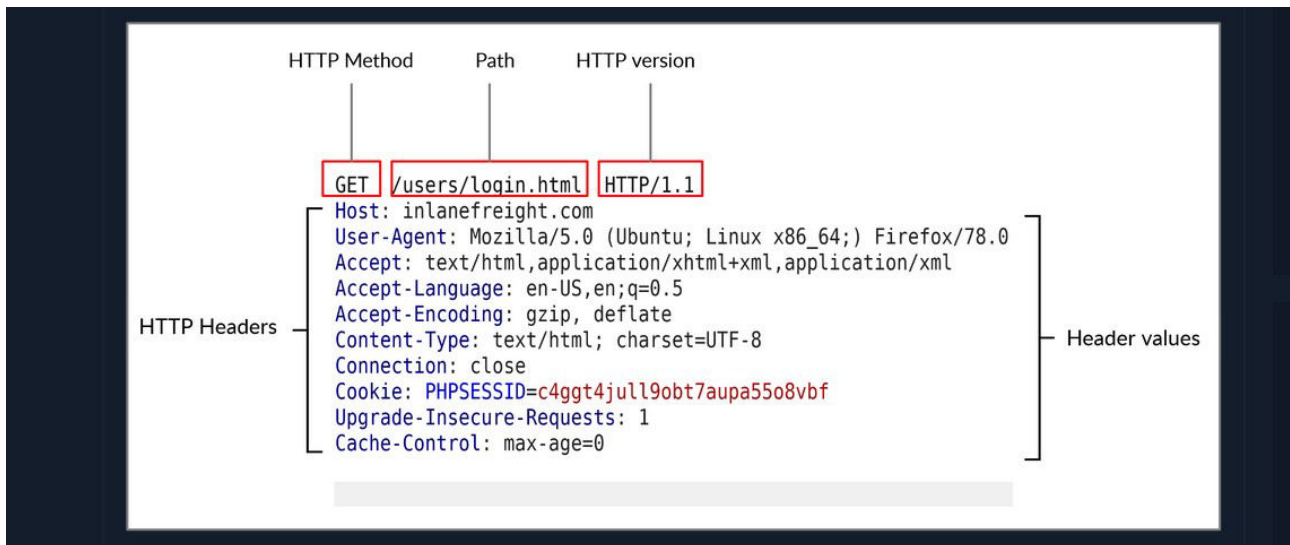 HTTP Method Path HTTP version
GET /users/login.html HTTP/1.1
Host: inlanefreight.com
User-Agent: Mozilla/5.0 (Ubuntu; Linux x86_64;) Firefox/78.0
Accept: text/html,application/xhtml+xml,application/xml
Accept-Language: en-US,en;q=0.5
Accept-Encoding: gzip, deflate
HTTP Headers
Content-Type: text/html; charset=UTF-8
Header values
Connection: close
Cookie: PHPSESSID=c4ggt4jull9obt7aupa55o8vbf
Upgrade-Insecure-Requests: 1
Cache-Control: max-age=0